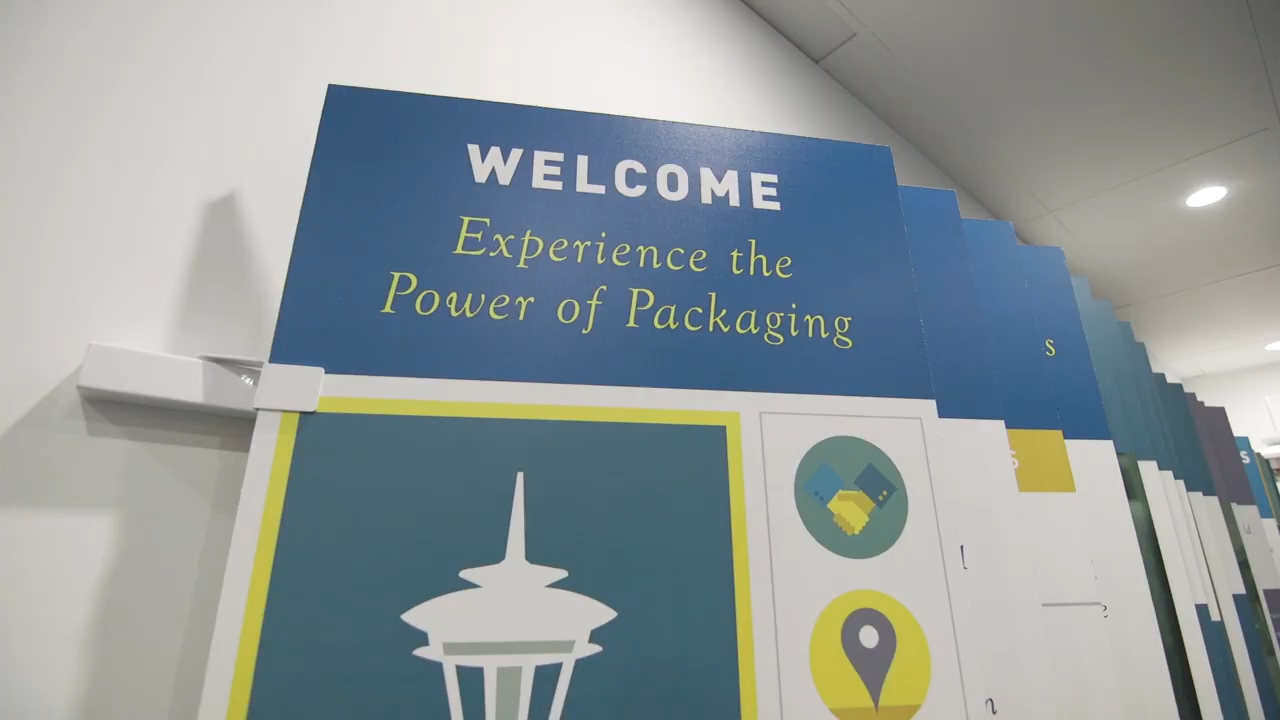 WELCOME
Experience the
Power of Packaging
s
S
S